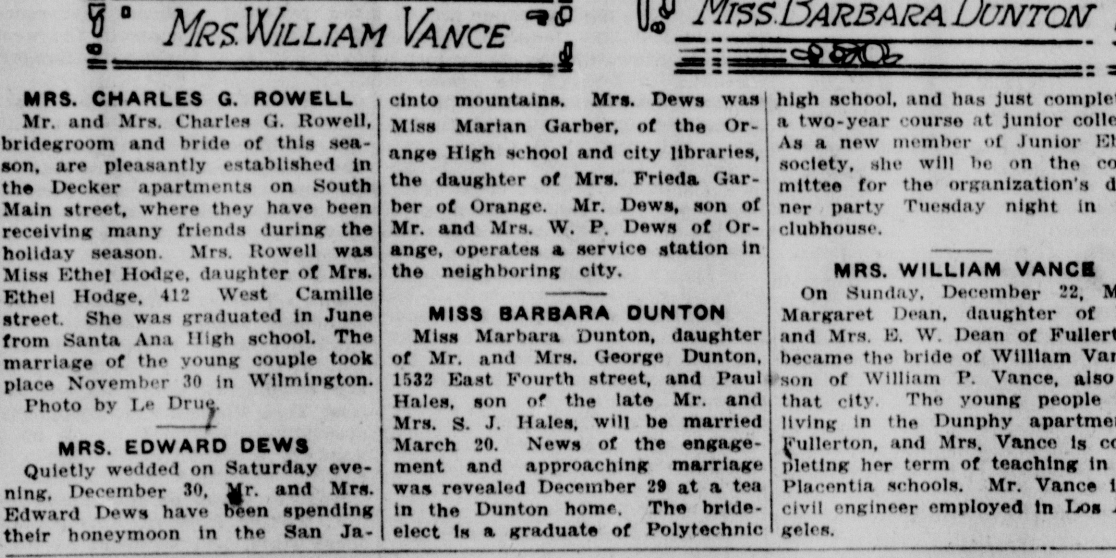 MRS. WILLIAM VANCE
MISS BARBARA DUNTON
MRS. CHARLES G. ROWELL
Mr. and Mrs. Charles G. Rowell,
bridegroom and bride of this sea-
son, are pleasantly established in
the Decker apartments on South
Main street, where they have been
receiving many friends during the
holiday season. Mrs. Rowell was
Miss Ethel Hodge, daughter of Mrs.
Ethel Hodge, 412 West Camille
street. She was graduated in June
from Santa Ana High school. The
marriage of the young couple took
place November 30 in Wilmington.
Photo by Le Drue.
MRS. EDWARD DEWS
Quietly wedded on Saturday eve-
ning, December 30, Mr. and Mrs.
Edward Dews have been spending
their honeymoon in the San Ja-
cinto mountains. Mrs. Dews was
Miss Marian Garber, of the Or-
ange High school and city libraries,
the daughter of Mrs. Frieda Gar-
ber of Orange. Mr. Dews, son of
Mr. and Mrs. W. P. Dews of Or-
ange, operates a service station in
the neighboring city.
MISS BARBARA DUNTON
Miss Marbara Dunton, daughter
of Mr. and Mrs. George Dunton,
1532 East Fourth street, and Paul
Hales, son of the late Mr. and
Mrs. S. J. Hales, will be married
March 20. News of the engage-
ment and approaching marriage
was revealed December 29 at a tea
in the Dunton home. The bride-
elect is a graduate of Polytechnic
high school, and has just comple
a two-year course at junior colle
As a new member of Junior Eb
society, she will be on the co
mittee for the organization's d
ner party Tuesday night in
clubhouse.
MRS. WILLIAM VANCE
On Sunday, December 22, M
Margaret Dean, daughter of
and Mrs. E. W. Dean of Fullert
became the bride of William Van
son of William P. Vance, also
that city. The young people
living in the Dunphy apartme
Fullerton, and Mrs. Vance is co
pleting her term of teaching in
Placentia schools. Mr. Vance i
civil engineer employed in Los A
geles.